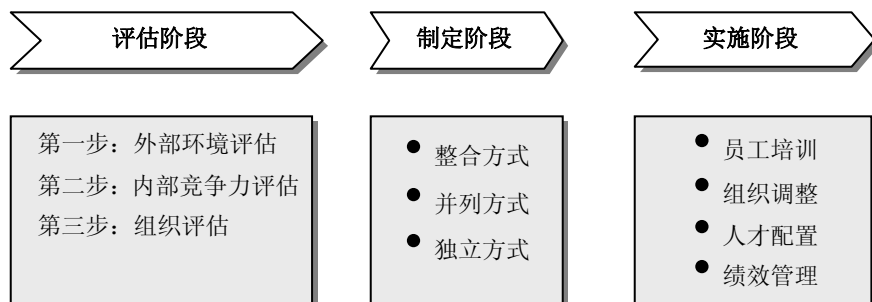 评估阶段
制定阶段
实施阶段
第一步：外部环境评估
第二步：内部竞争力评估
第三步：组织评估
● 整合方式
● 并列方式
● 独立方式
● 员工培训
● 组织调整
● 人才配置
● 绩效管理